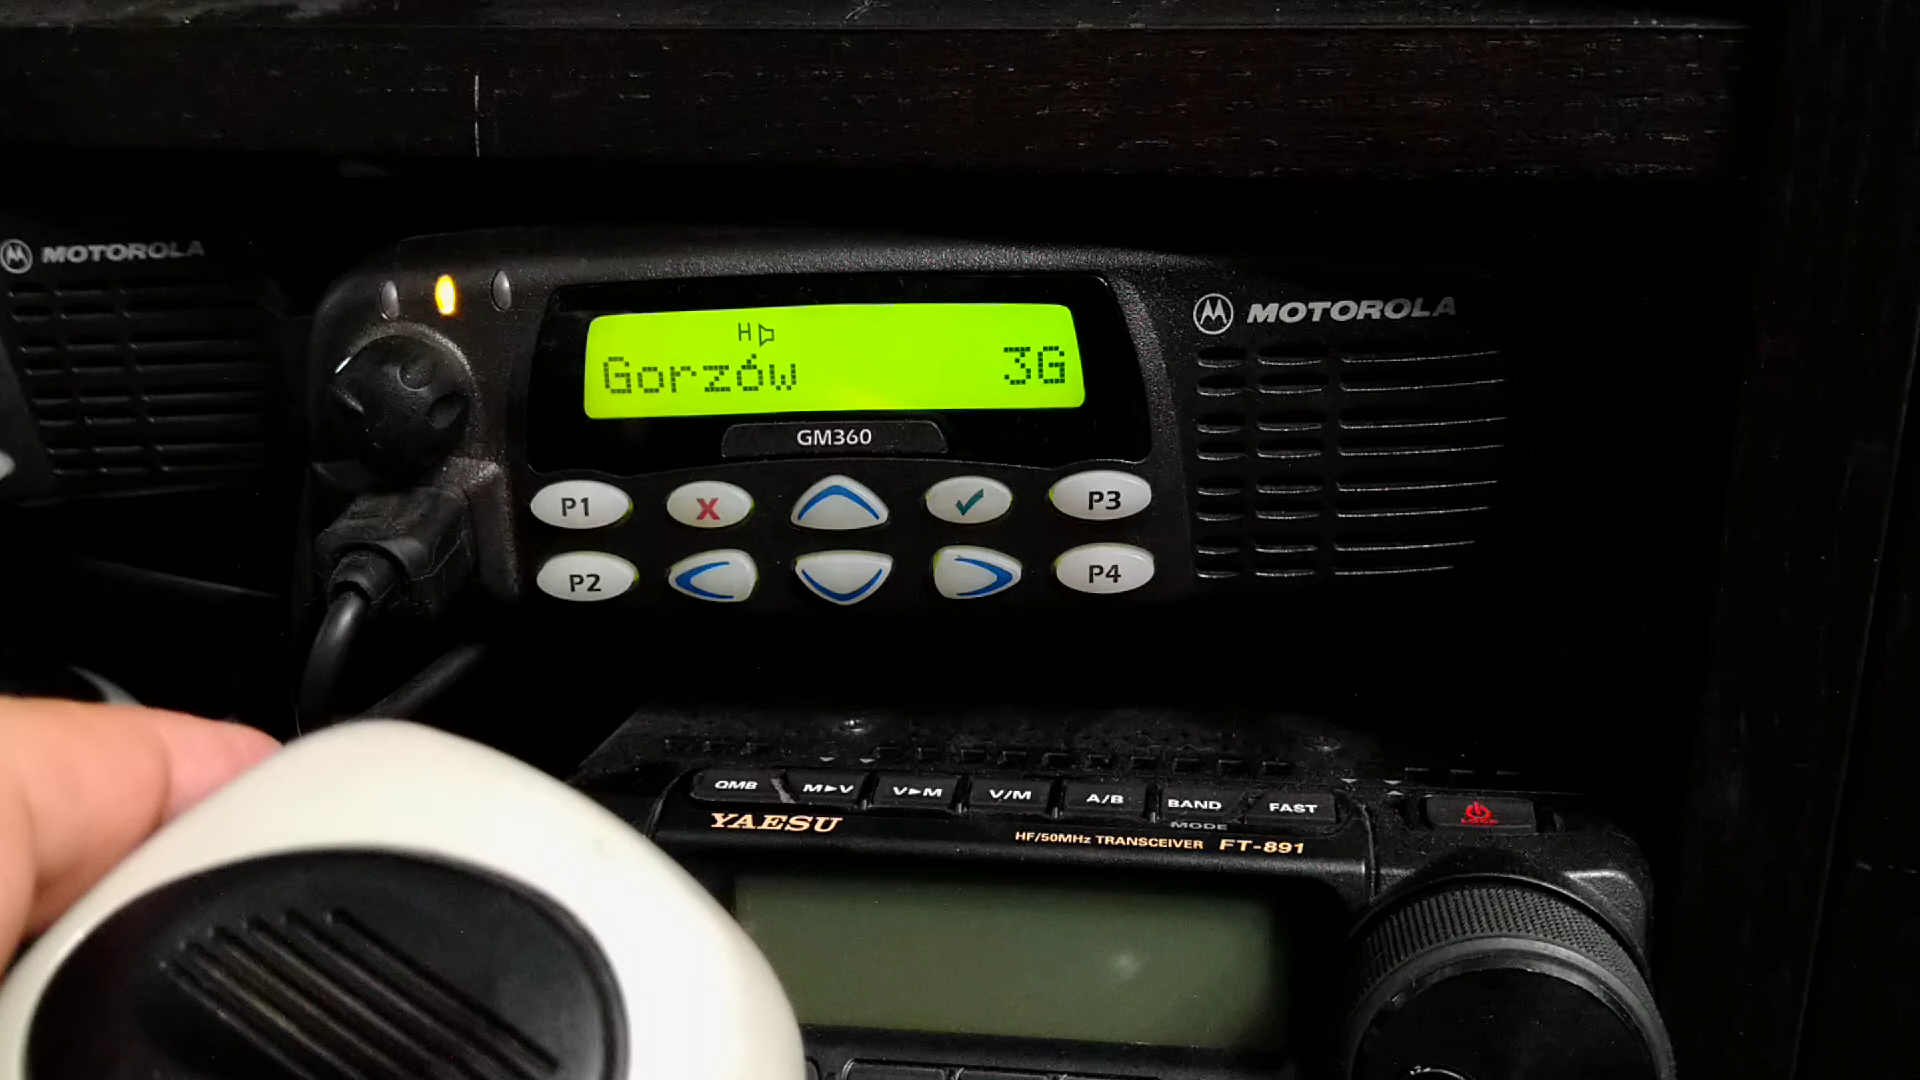 MOTOROLA
MOTOROLA
H
Gorzów 3G
GM360
P1 X P3
P2 P4
QMB M►V V►M V/M A/B BAND FAST
MODE
LOCK
YAESU HF/50MHz TRANSCEIVER FT-891